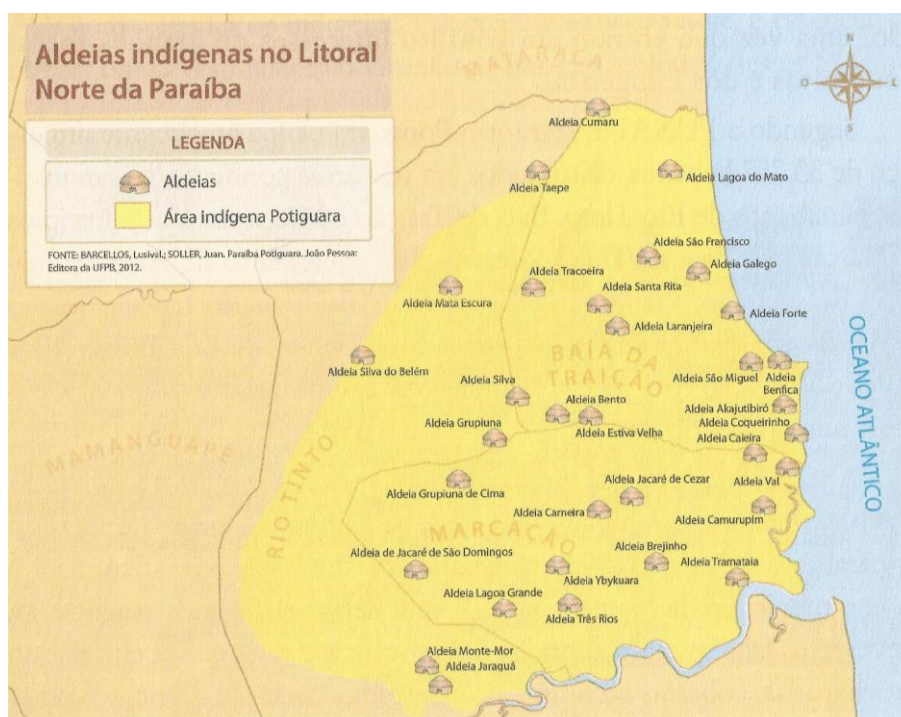 Aldeias indígenas no Litoral
Norte da Paraíba
LEGENDA
Aldeias
Área indígena Potiguara
FONTE: BARCELLOS, Lusival.; SOLLER, Juan. Paraíba Potiguara. João Pessoa:
Editora da UFPB, 2012.
N
O
L
S
MATARACA
Aldeia Cumaru
Aldeia Taepe
Aldeia Lagoa do Mato
Aldeia São Francisco
Aldeia Galego
Aldeia Tracoeira
Aldeia Santa Rita
Aldeia Mata Escura
Aldeia Forte
Aldeia Laranjeira
OCEANO ATLÂNTICO
BAÍA DA
TRAIÇÃO
Aldeia Silva do Belém
Aldeia São Miguel
Aldeia
Benfica
Aldeia Silva
Aldeia Bento
Aldeia Akajutibiró
Aldeia Coqueirinho
Aldeia Grupiuna
Aldeia Estiva Velha
Aldeia Caieira
MAMANGUAPE
RIO TINTO
Aldeia Val
Aldeia Grupiuna de Cima
Aldeia Jacaré de Cezar
Aldeia Carneira
Aldeia Camurupim
MARCAÇÃO
Aldeia de Jacaré de São Domingos
Aldeia Brejinho
Aldeia Tramataia
Aldeia Ybykuara
Aldeia Lagoa Grande
Aldeia Três Rios
Aldeia Monte-Mor
Aldeia Jaraguá